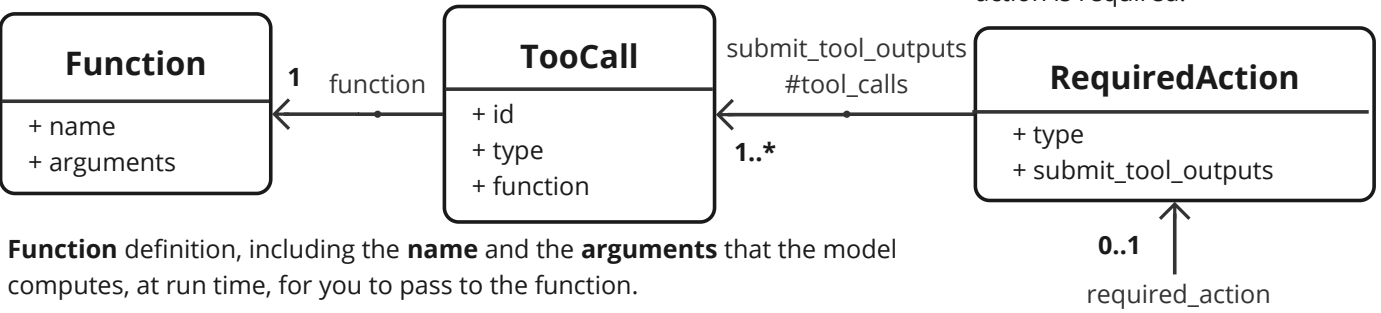 action is required.
Function
+ name
+ arguments
1
function
TooCall
+ id
+ type
+ function
submit_tool_outputs
#tool_calls
1..*
RequiredAction
+ type
+ submit_tool_outputs
0..1
required_action
Function definition, including the name and the arguments that the model
computes, at run time, for you to pass to the function.